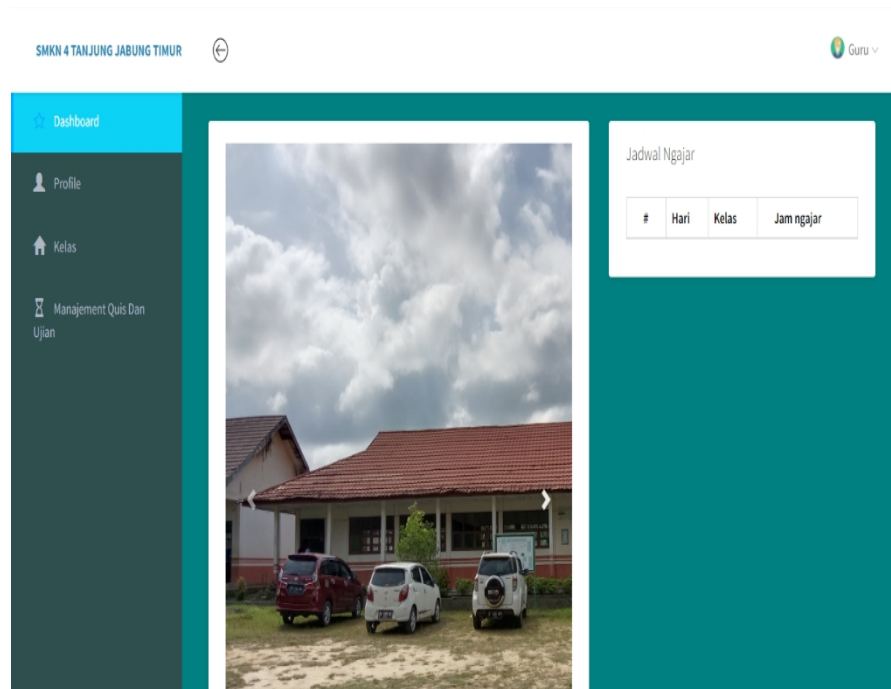 SMKN 4 TANJUNG JABUNG TIMUR
Guru
Dashboard
Profile
Kelas
Manajement Quis Dan
Ujian
Jadwal Ngajar
# Hari Kelas Jam ngajar